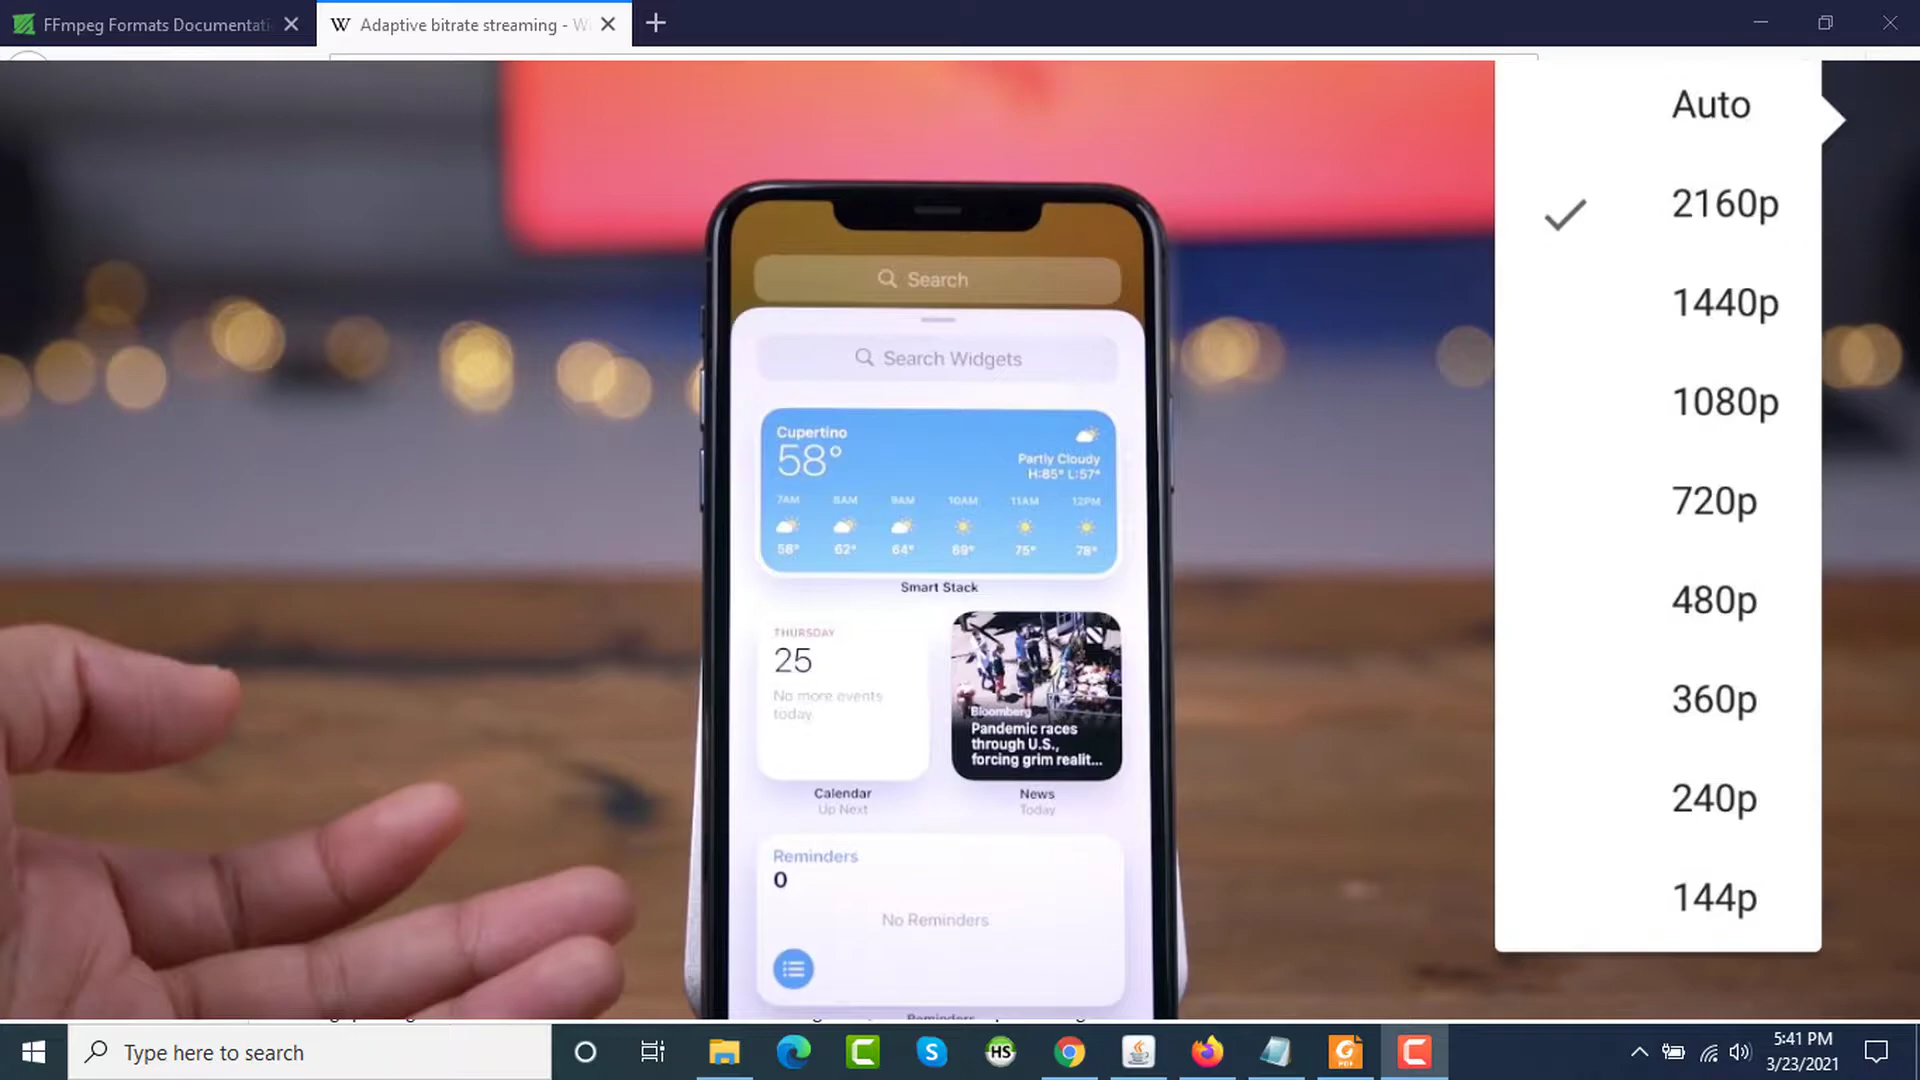 FFmpeg Formats Documentati
W Adaptive bitrate streaming - W
Search
Search Widgets
Cupertino
58°
Partly Cloudy
H:85° L:57°
7AM 8AM 9AM 10AM 11AM 12PM
58° 62° 64° 69° 75° 78°
Smart Stack
THURSDAY
25
No more events
today
Bloomberg
Pandemic races
through U.S.,
forcing grim realit...
Calendar
Up Next
News
Today
Reminders
0
No Reminders
Auto
2160p
1440p
1080p
720p
480p
360p
240p
144p
Type here to search
HS
PDF
5:41 PM
3/23/2021